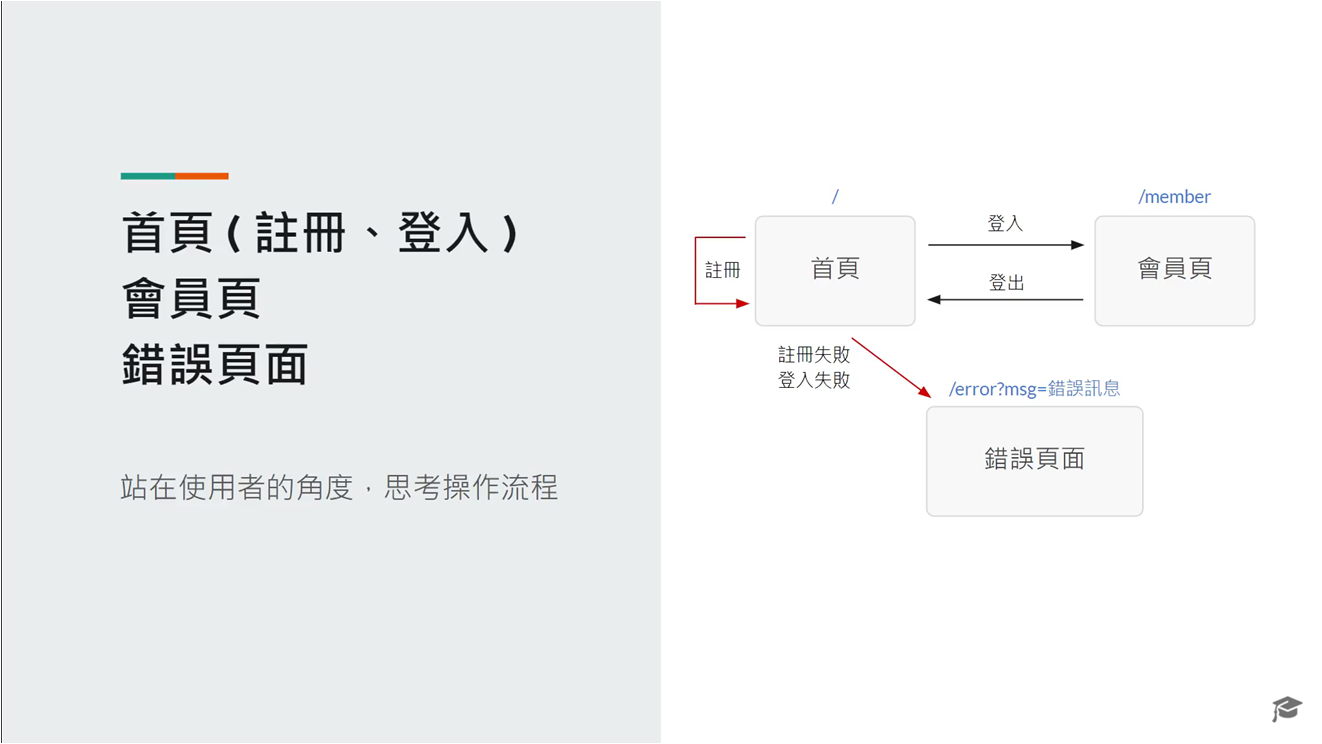 首頁(註冊、登入)
會員頁
錯誤頁面
站在使用者的角度，思考操作流程
/
/member
登入
註冊
首頁
會員頁
登出
註冊失敗
登入失敗
/error?msg=錯誤訊息
錯誤頁面